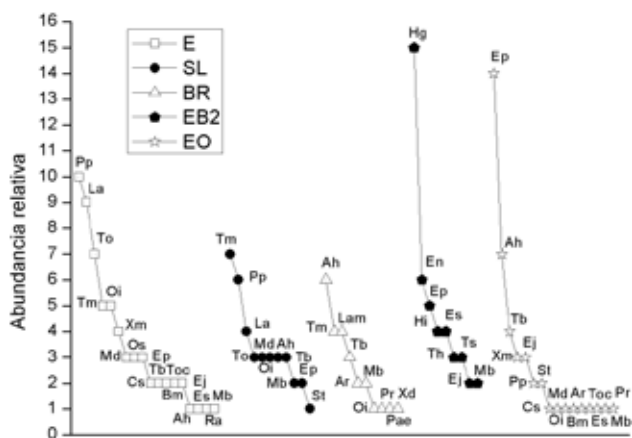 Abundancia relativa
16
15
14
13
12
11
10
9
8
7
6
5
4
3
2
1
0
E
SL
BR
EB2
EO
Pp
La
To
Tm
Oi
Xm
Os
Md
Ep
TbToc
Cs
Bm
Ej
Es Mb
Ah
Ra
Tm
Pp
La
Md Ah
To
Oi
Tb
Ep
Mb
St
Ah
Tm
Lam
Tb
Ar
Mb
Pr Xd
Oi
Pae
Hg
En
Ep
Hi
Es
Ts
Th
Ej
Mb
Ep
Ah
Tb
Ej
Xm
Pp
St
Md Ar Toc Pr
Cs
Oi Bm Es Mb